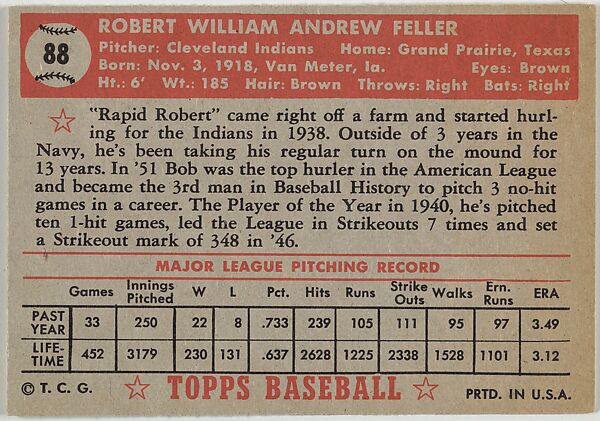 88
ROBERT WILLIAM ANDREW FELLER
Pitcher: Cleveland Indians Home: Grand Prairie, Texas
Born: Nov. 3, 1918, Van Meter, Ia. Eyes: Brown
Ht.: 6' Wt.: 185 Hair: Brown Throws: Right Bats: Right
"Rapid Robert" came right off a farm and started hurl-
ing for the Indians in 1938. Outside of 3 years in the
Navy, he's been taking his regular turn on the mound for
13 years. In '51 Bob was the top hurler in the American League
and became the 3rd man in Baseball History to pitch 3 no-hit
games in a career. The Player of the Year in 1940, he's pitched
ten 1-hit games, led the League in Strikeouts 7 times and set
a Strikeout mark of 348 in '46.
MAJOR LEAGUE PITCHING RECORD
Games Innings Pitched W L Pct. Hits Runs Strike Outs Walks Ern. Runs ERA
PAST YEAR 33 250 22 8 .733 239 105 111 95 97 3.49
LIFE-TIME 452 3179 230 131 .637 2628 1225 2338 1528 1101 3.12
© T. C. G. TOPPS BASEBALL PRTD. IN U.S.A.